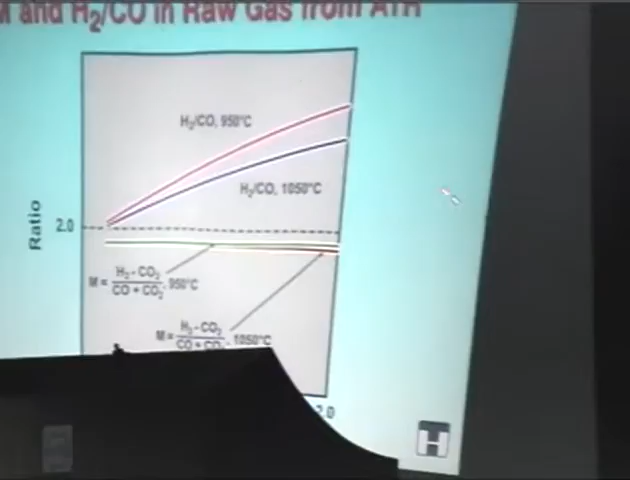 M and H2/CO in Raw Gas from ATR
H2/CO, 950°C
H2/CO, 1050°C
Ratio
2.0
M = H2 - CO2 / CO + CO2, 950°C
M = H2 - CO2 / CO + CO2, 1050°C
2.0
H